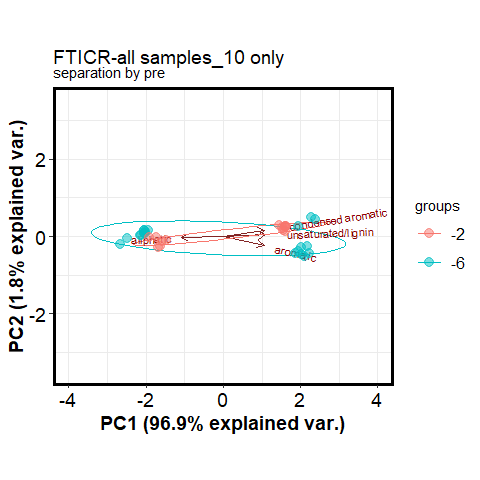 FTICR-all samples_10 only
separation by pre
PC2 (1.8% explained var.)
2
0
-2
condensed aromatic
unsaturated/lignin
aliphatic
aromatic
-4
-2
0
2
4
PC1 (96.9% explained var.)
groups
-2
-6